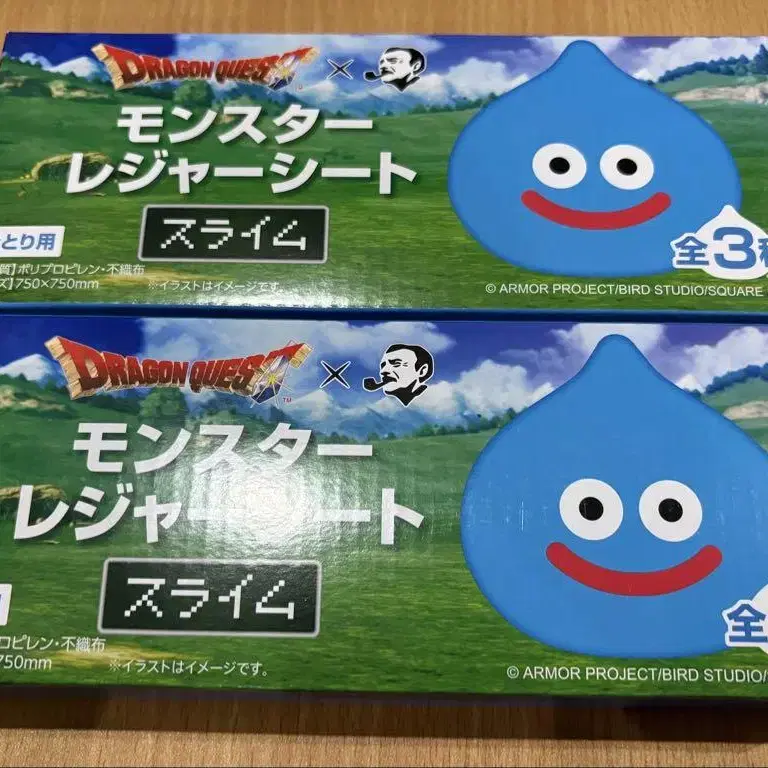 DRAGON QUEST ×
モンスター
レジャーシート
スライム
とり用
質】ポリプロピレン・不織布
ズ】750×750mm
※イラストはイメージです。
全3種
© ARMOR PROJECT/BIRD STUDIO/SQUARE
DRAGON QUEST ×
TM
モンスター
レジャーシート
スライム
ロピレン・不織布
750mm
※イラストはイメージです。
全
© ARMOR PROJECT/BIRD STUDIO/